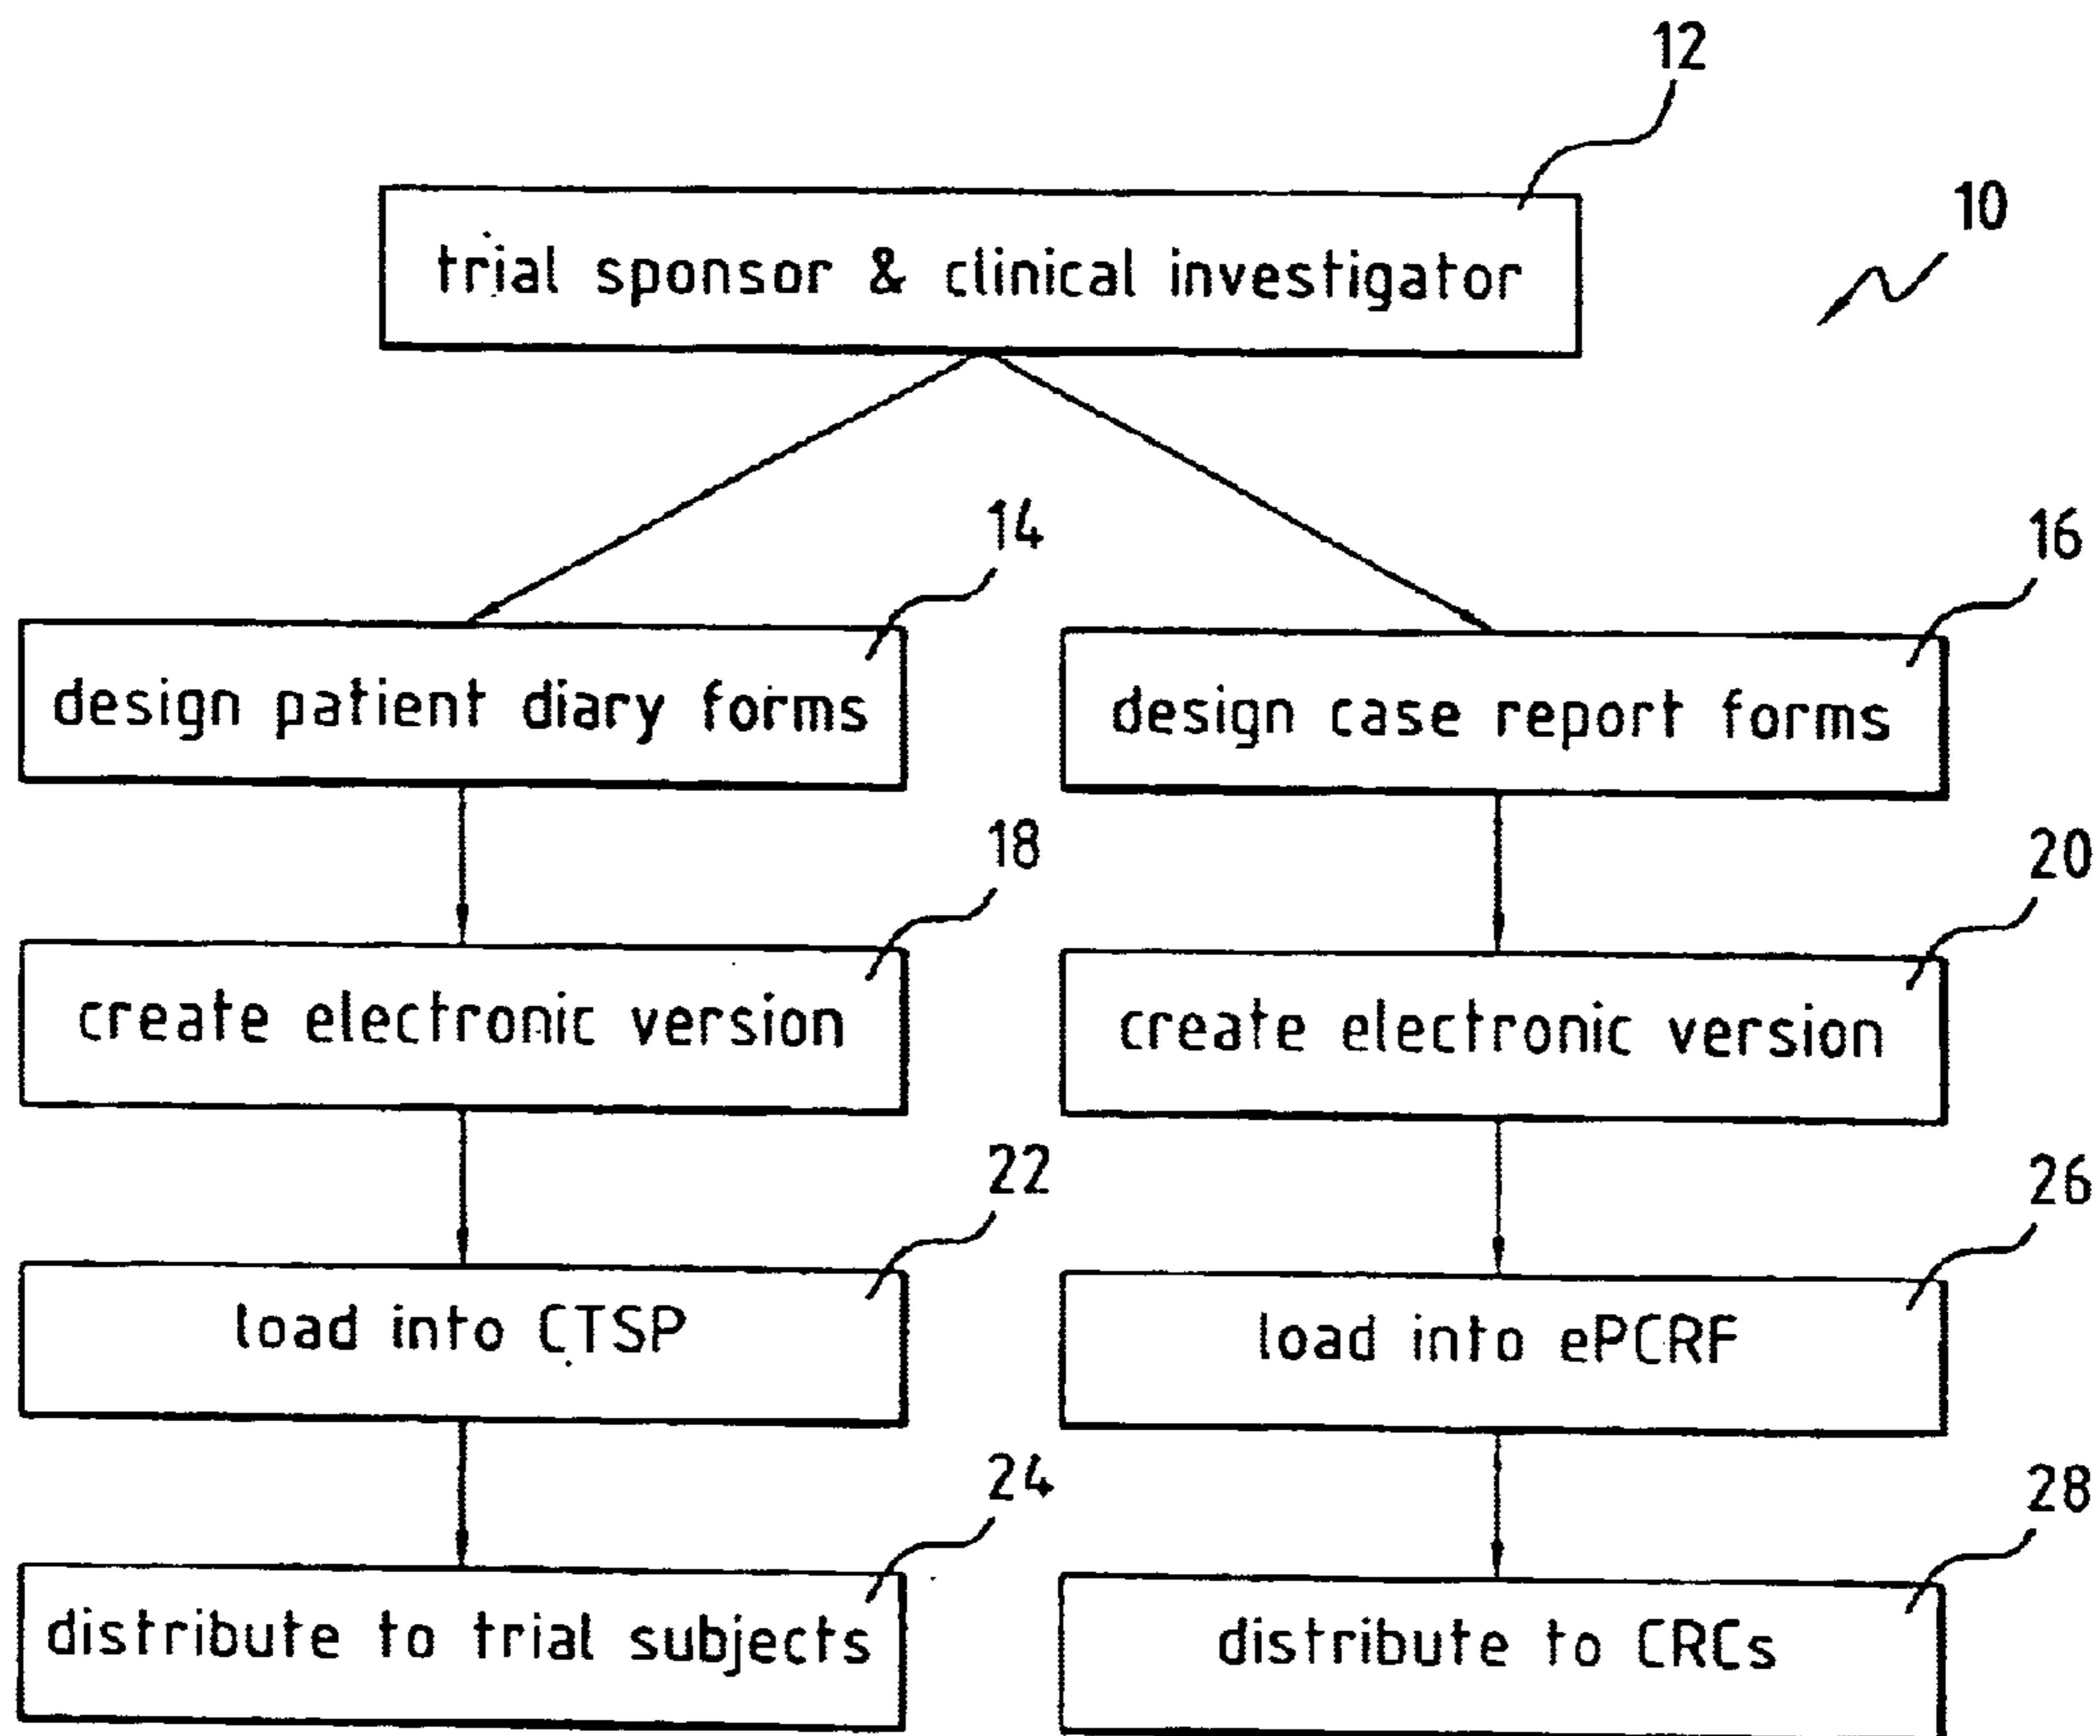 12
10
trial sponsor & clinical investigator
14
16
design patient diary forms
design case report forms
18
20
create electronic version
create electronic version
22
26
load into CTSP
load into ePCRF
24
28
distribute to trial subjects
distribute to CRCs